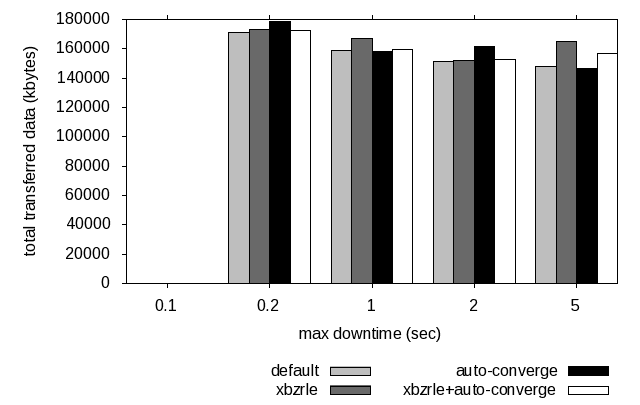 180000
160000
140000
120000
100000
80000
60000
40000
20000
0
total transferred data (kbytes)
0.1 0.2 1 2 5
max downtime (sec)
default auto-converge
xbzrle xbzrle+auto-converge